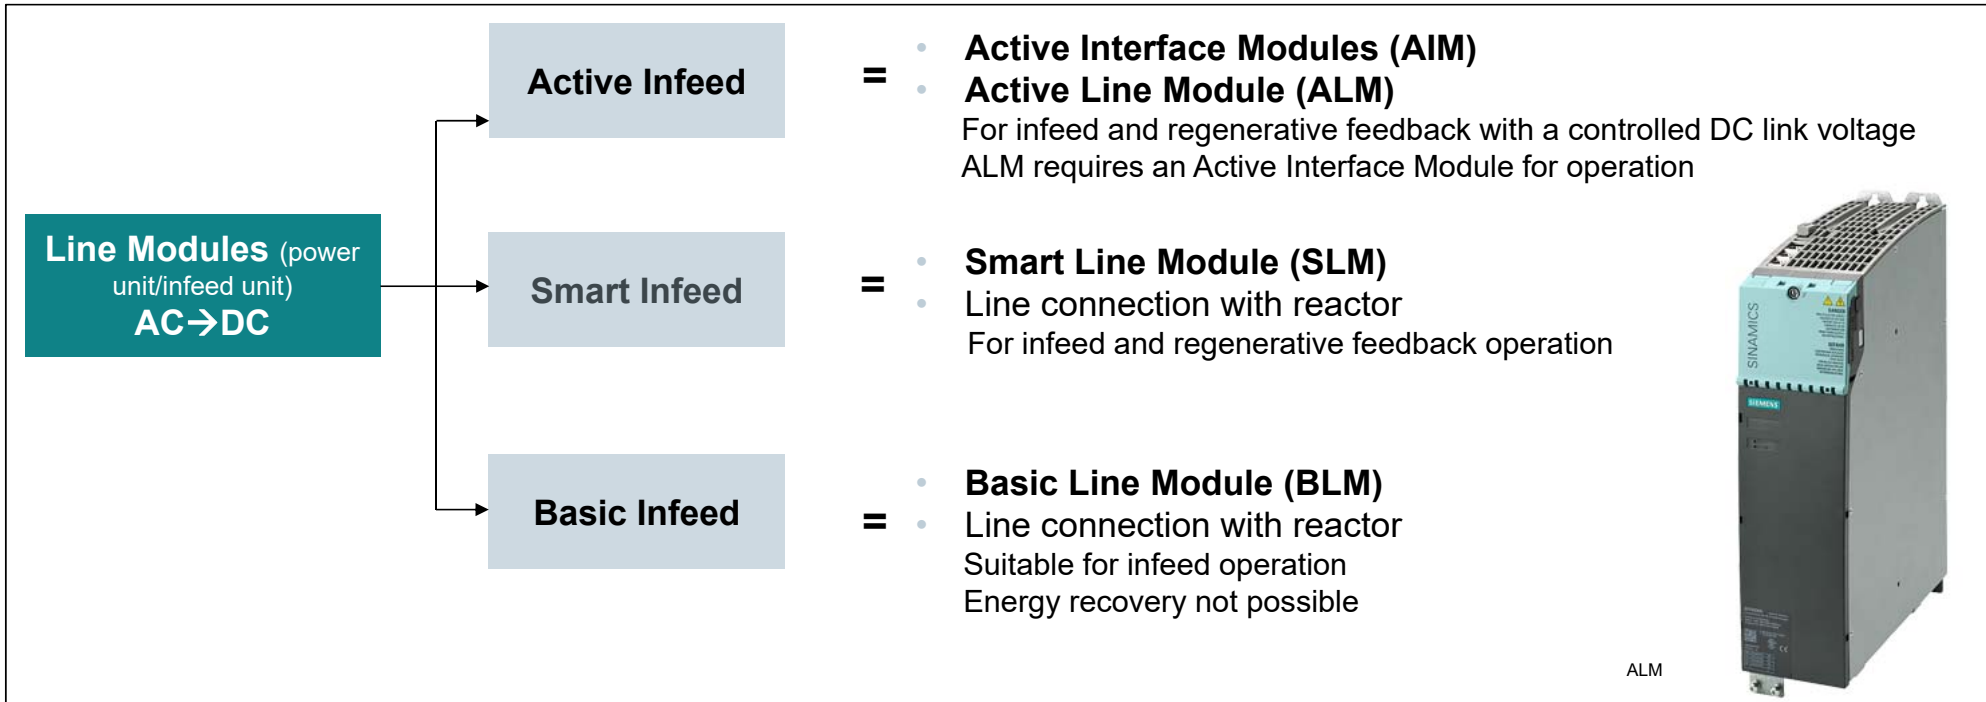 Active Infeed
=
• Active Interface Modules (AIM)
• Active Line Module (ALM)
For infeed and regenerative feedback with a controlled DC link voltage
ALM requires an Active Interface Module for operation
Line Modules (power
unit/infeed unit)
AC→DC
Smart Infeed
=
• Smart Line Module (SLM)
• Line connection with reactor
For infeed and regenerative feedback operation
Basic Infeed
=
• Basic Line Module (BLM)
• Line connection with reactor
Suitable for infeed operation
Energy recovery not possible
SINAMICS
SIEMENS
ALM